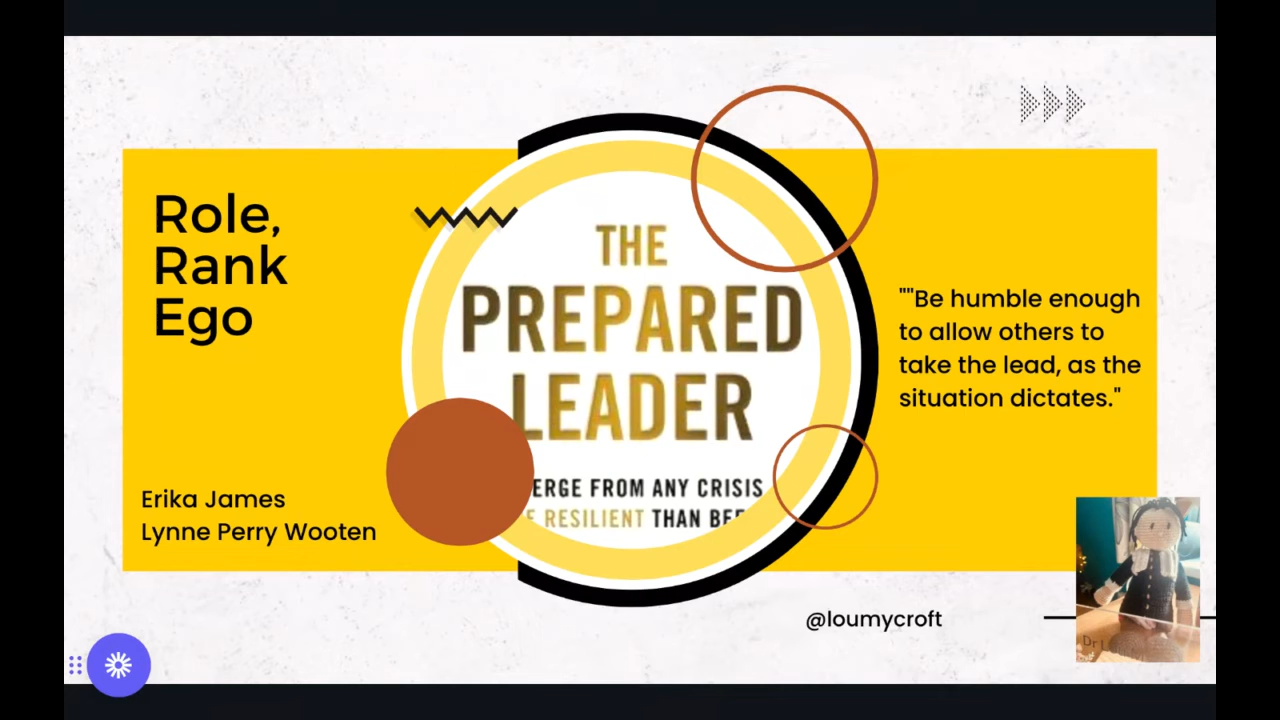 Role,
Rank
Ego
THE
PREPARED
LEADER
ERGE FROM ANY CRISIS
RESILIENT THAN BEF
""Be humble enough
to allow others to
take the lead, as the
situation dictates."
Erika James
Lynne Perry Wooten
@loumycroft